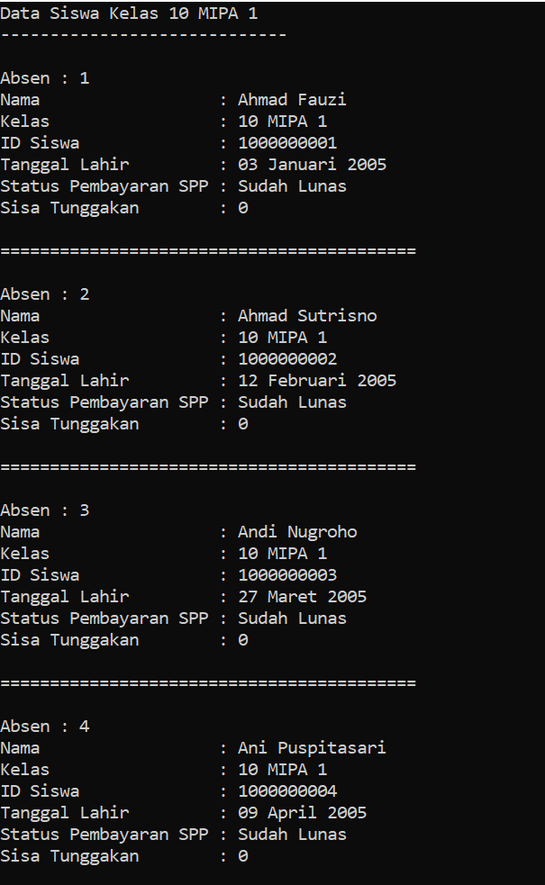 Data Siswa Kelas 10 MIPA 1
-----------------------------
Absen : 1
Nama                  : Ahmad Fauzi
Kelas                 : 10 MIPA 1
ID Siswa              : 1000000001
Tanggal Lahir         : 03 Januari 2005
Status Pembayaran SPP : Sudah Lunas
Sisa Tunggakan        : 0
==========================================
Absen : 2
Nama                  : Ahmad Sutrisno
Kelas                 : 10 MIPA 1
ID Siswa              : 1000000002
Tanggal Lahir         : 12 Februari 2005
Status Pembayaran SPP : Sudah Lunas
Sisa Tunggakan        : 0
==========================================
Absen : 3
Nama                  : Andi Nugroho
Kelas                 : 10 MIPA 1
ID Siswa              : 1000000003
Tanggal Lahir         : 27 Maret 2005
Status Pembayaran SPP : Sudah Lunas
Sisa Tunggakan        : 0
==========================================
Absen : 4
Nama                  : Ani Puspitasari
Kelas                 : 10 MIPA 1
ID Siswa              : 1000000004
Tanggal Lahir         : 09 April 2005
Status Pembayaran SPP : Sudah Lunas
Sisa Tunggakan        : 0